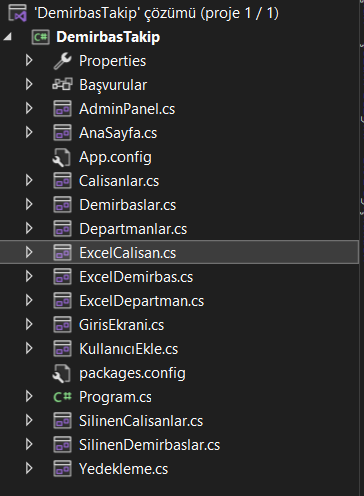 'DemirbasTakip' çözümü (proje 1 / 1)
DemirbasTakip
Properties
Başvurular
AdminPanel.cs
AnaSayfa.cs
App.config
Calisanlar.cs
Demirbaslar.cs
Departmanlar.cs
ExcelCalisan.cs
ExcelDemirbas.cs
ExcelDepartman.cs
GirisEkrani.cs
KullanıcıEkle.cs
packages.config
C# Program.cs
SilinenCalisanlar.cs
SilinenDemirbaslar.cs
Yedekleme.cs